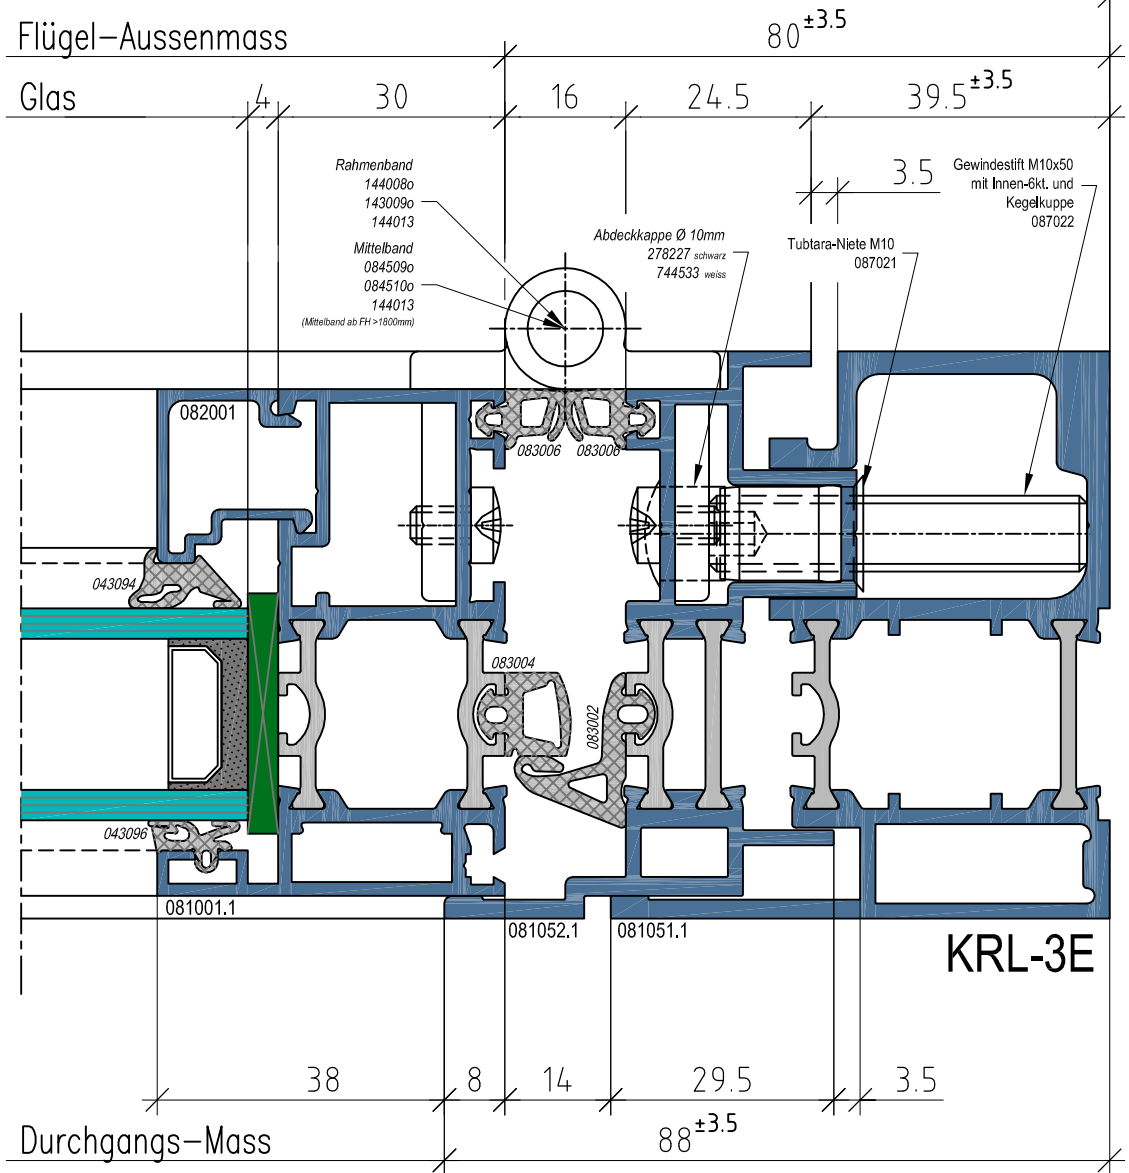 Flügel-Aussenmass
80±3.5
Glas
4
30
16
24.5
39.5±3.5
3.5
Rahmenband
144008o
143009o
144013
Mittelband
084509o
084510o
144013
(Mittelband ab FH >1800mm)
Abdeckkappe Ø 10mm
278227 schwarz
744533 weiss
Tubtara-Niete M10
087021
Gewindestift M10x50
mit Innen-6kt. und
Kegelkuppe
087022
082001
083006
083006
043094
083004
083002
043096
081001.1
081052.1
081051.1
KRL-3E
38
8
14
29.5
3.5
Durchgangs-Mass
88±3.5